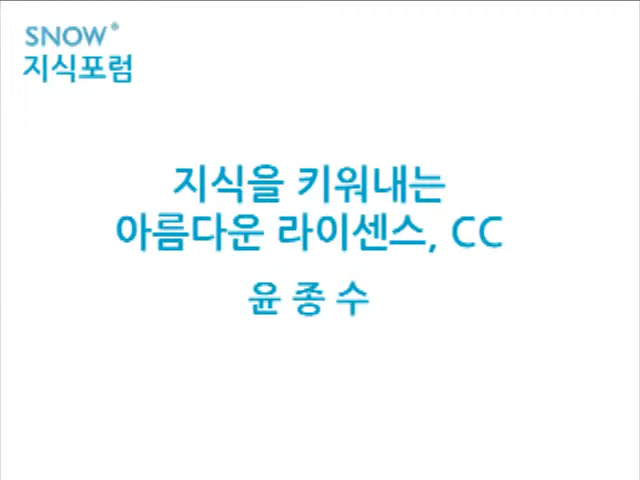 SNOW*
지식포럼
지식을 키워내는
아름다운 라이센스, CC
윤 종 수